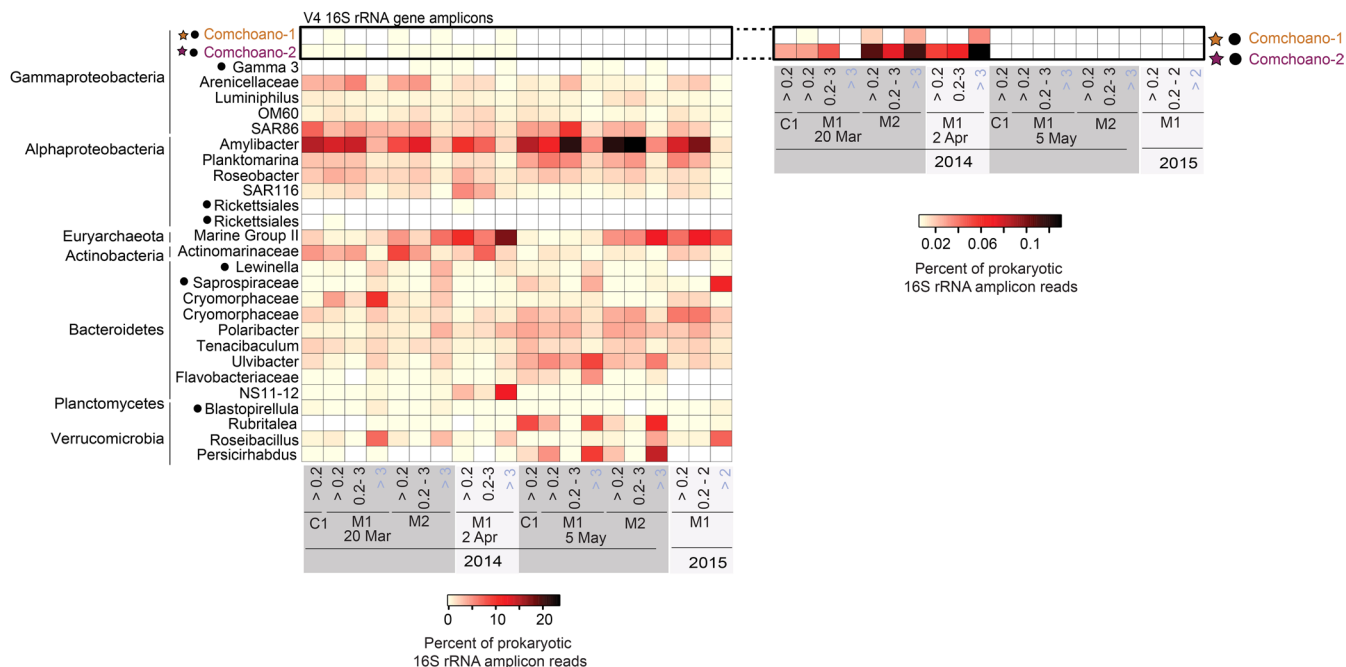 V4 16S rRNA gene amplicons
Comchoano-1
Comchoano-2
Gamma 3
Gammaproteobacteria
Arenicellaceae
Luminiphilus
OM60
SAR86
Alphaproteobacteria
Amylibacter
Planktomarina
Roseobacter
SAR116
Rickettsiales
Rickettsiales
Euryarchaeota
Marine Group II
Actinobacteria
Actinomarinaceae
Lewinella
Saprospiraceae
Cryomorphaceae
Cryomorphaceae
Bacteroidetes
Polaribacter
Tenacibaculum
Ulvibacter
Flavobacteriaceae
NS11-12
Planctomycetes
Blastopirellula
Rubritalea
Verrucomicrobia
Roseibacillus
Persicirhabdus
> 0.2 > 0.2 0.2- 3 > 3 > 0.2 0.2 - 3 > 3 > 0.2 0.2-3 > 3 > 0.2 > 0.2 0.2 - 3 > 3 > 0.2 0.2 - 3 > 3 > 0.2 0.2 - 2 > 2
C1 M1 M2 M1 C1 M1 M2 M1
20 Mar 2 Apr 5 May
2014 2015
0 10 20
Percent of prokaryotic
16S rRNA amplicon reads
Comchoano-1
Comchoano-2
> 0.2 > 0.2 0.2- 3 > 3 > 0.2 0.2 - 3 > 3 > 0.2 0.2-3 > 3 > 0.2 > 0.2 0.2 - 3 > 3 > 0.2 0.2 - 3 > 3 > 0.2 0.2 - 2 > 2
C1 M1 M2 M1 C1 M1 M2 M1
20 Mar 2 Apr 5 May
2014 2015
0.02 0.06 0.1
Percent of prokaryotic
16S rRNA amplicon reads